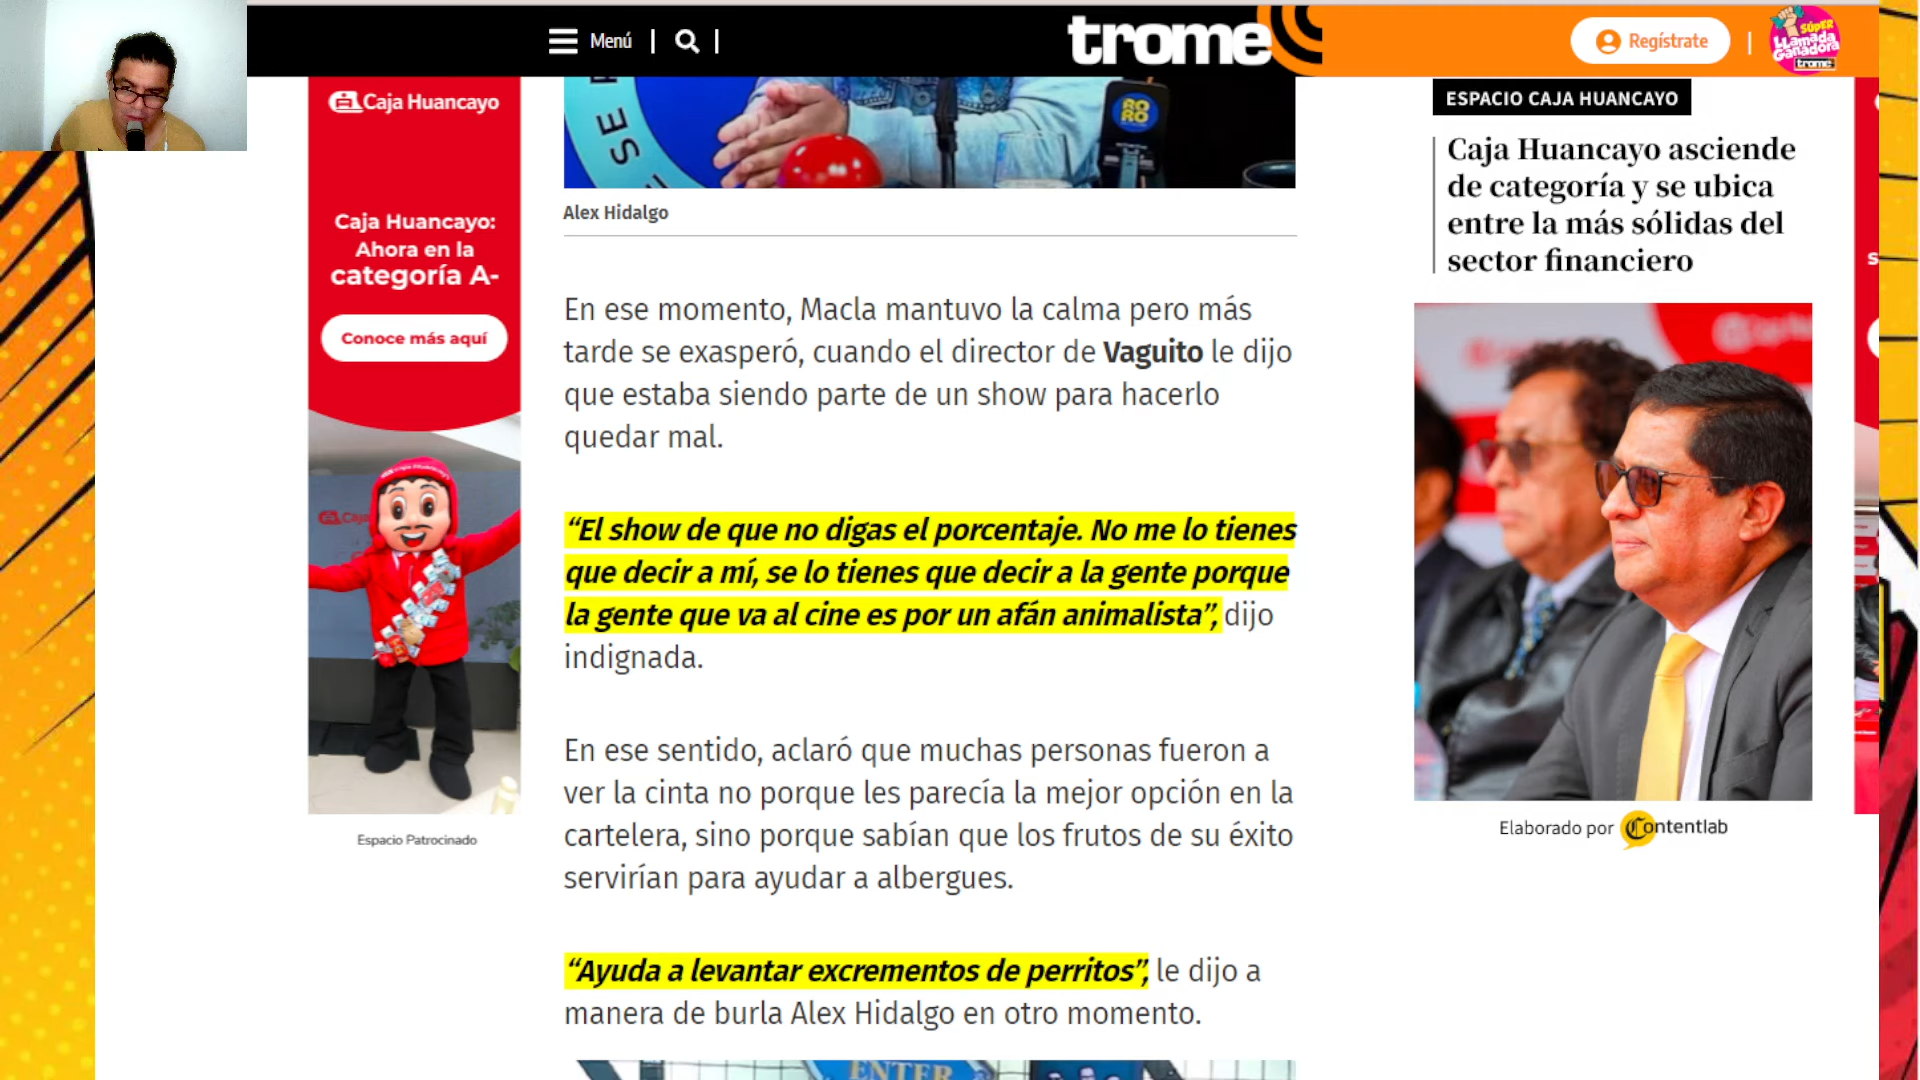 Menú
trome
Regístrate
SÚPER
LLamada
Ganadora
trome
Caja Huancayo
Caja Huancayo:
Ahora en la
categoría A-
Conoce más aquí
Espacio Patrocinado
SE
RO
RO
Alex Hidalgo
En ese momento, Macla mantuvo la calma pero más
tarde se exasperó, cuando el director de Vaguito le dijo
que estaba siendo parte de un show para hacerlo
quedar mal.
“El show de que no digas el porcentaje. No me lo tienes
que decir a mí, se lo tienes que decir a la gente porque
la gente que va al cine es por un afán animalista”, dijo
indignada.
En ese sentido, aclaró que muchas personas fueron a
ver la cinta no porque les parecía la mejor opción en la
cartelera, sino porque sabían que los frutos de su éxito
servirían para ayudar a albergues.
“Ayuda a levantar excrementos de perritos”, le dijo a
manera de burla Alex Hidalgo en otro momento.
ENTER
ESPACIO CAJA HUANCAYO
Caja Huancayo asciende
de categoría y se ubica
entre la más sólidas del
sector financiero
Elaborado por Contentlab